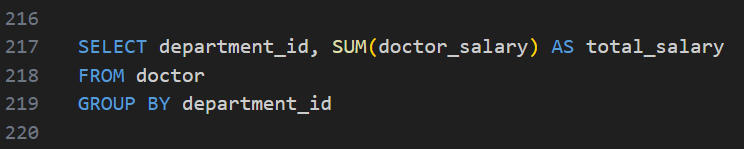 216
217 SELECT department_id, SUM(doctor_salary) AS total_salary
218 FROM doctor
219 GROUP BY department_id
220